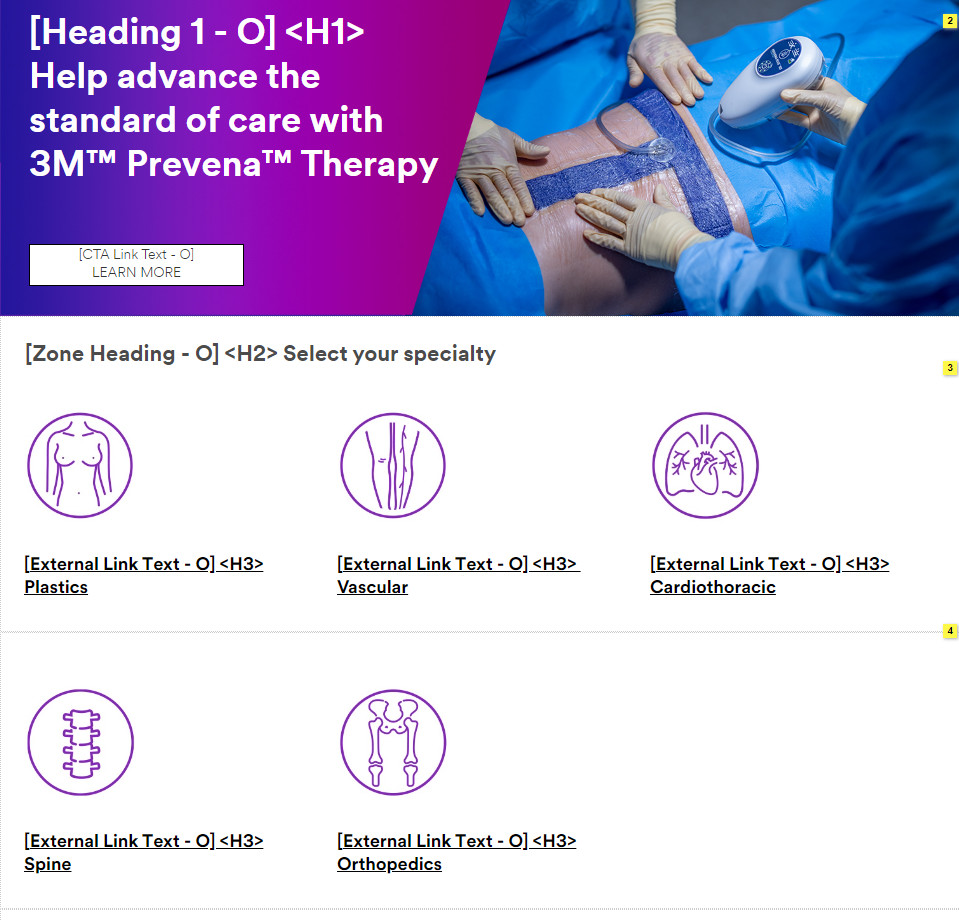 [Heading 1 - O] <H1>
Help advance the
standard of care with
3M™ Prevena™ Therapy
2
[CTA Link Text - O]
LEARN MORE
[Zone Heading - O] <H2> Select your specialty
3
[External Link Text - O] <H3>
Plastics
[External Link Text - O] <H3>
Vascular
[External Link Text - O] <H3>
Cardiothoracic
4
[External Link Text - O] <H3>
Spine
[External Link Text - O] <H3>
Orthopedics